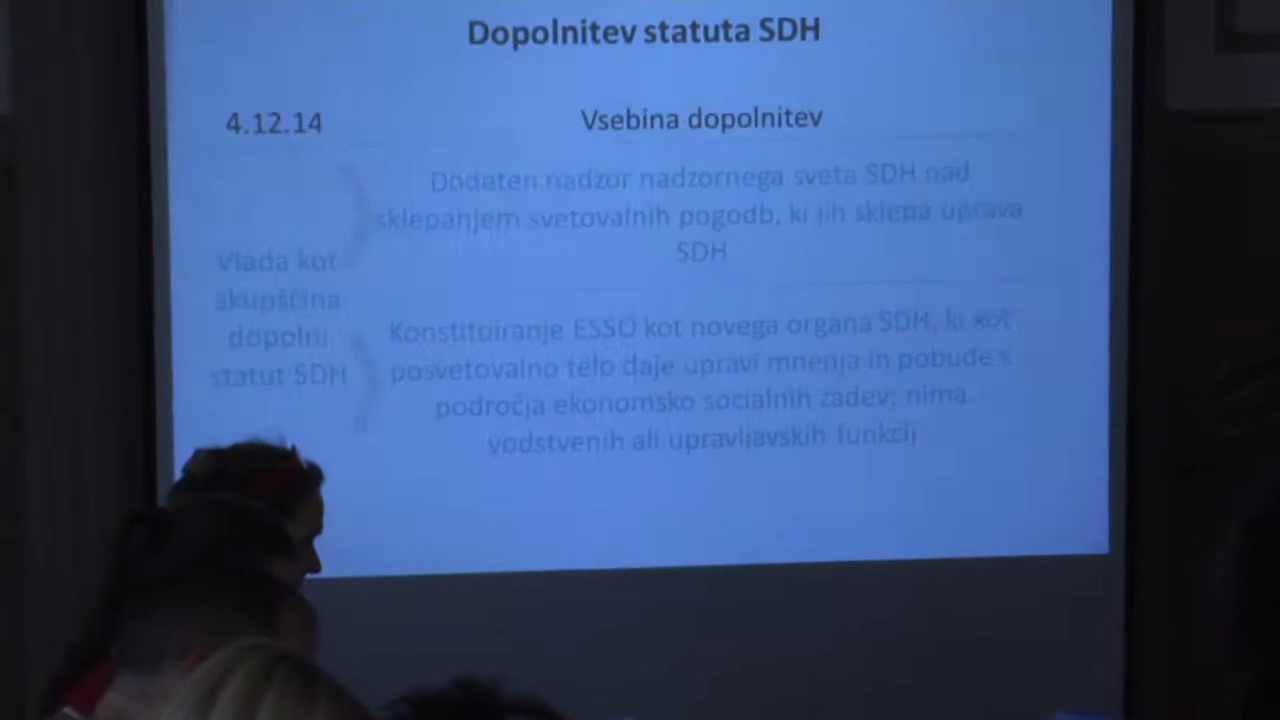 Dopolnitev statuta SDH
4.12.14
Vsebina dopolnitev
Dodaten nadzor nadzornega sveta SDH nad
sklepanjem svetovalnih pogodb, ki jih sklepa uprava
SDH
Vlada kot
skupščina
dopolni
statut SDH
Konstituiranje ESSO kot novega organa SDH, ki kot
posvetovalno telo daje upravi mnenja in pobude s
področja ekonomsko socialnih zadev; nima
vodstvenih ali upravljavskih funkcij